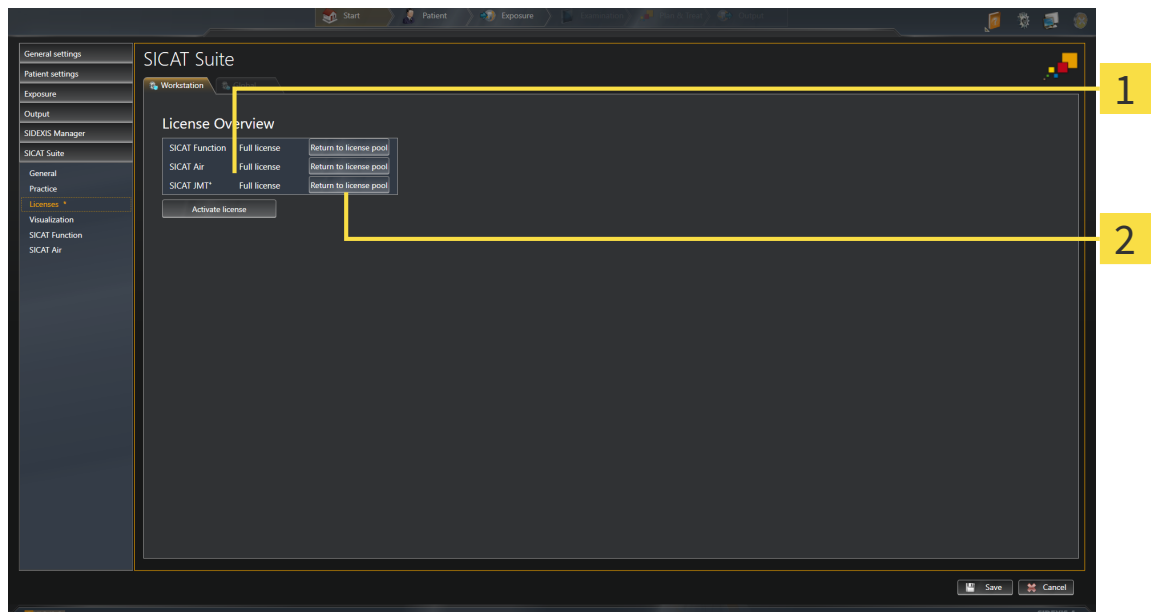 Start Patient Exposure
General settings
Patient settings
Exposure
Output
SIDEXIS Manager
SICAT Suite
General
Practice
Licenses *
Visualization
SICAT Function
SICAT Air
SICAT Suite
Workstation
License Overview
SICAT Function Full license Return to license pool
SICAT Air Full license Return to license pool
SICAT JMT* Full license Return to license pool
Activate license
1
2
Save Cancel